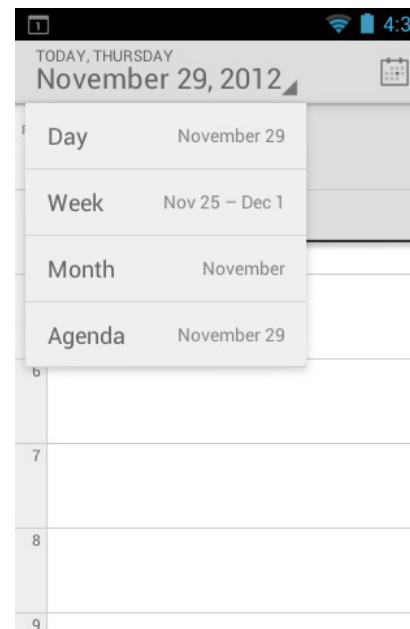 1 4:3
TODAY, THURSDAY
November 29, 2012
Day November 29
Week Nov 25 – Dec 1
Month November
Agenda November 29
6
7
8
9